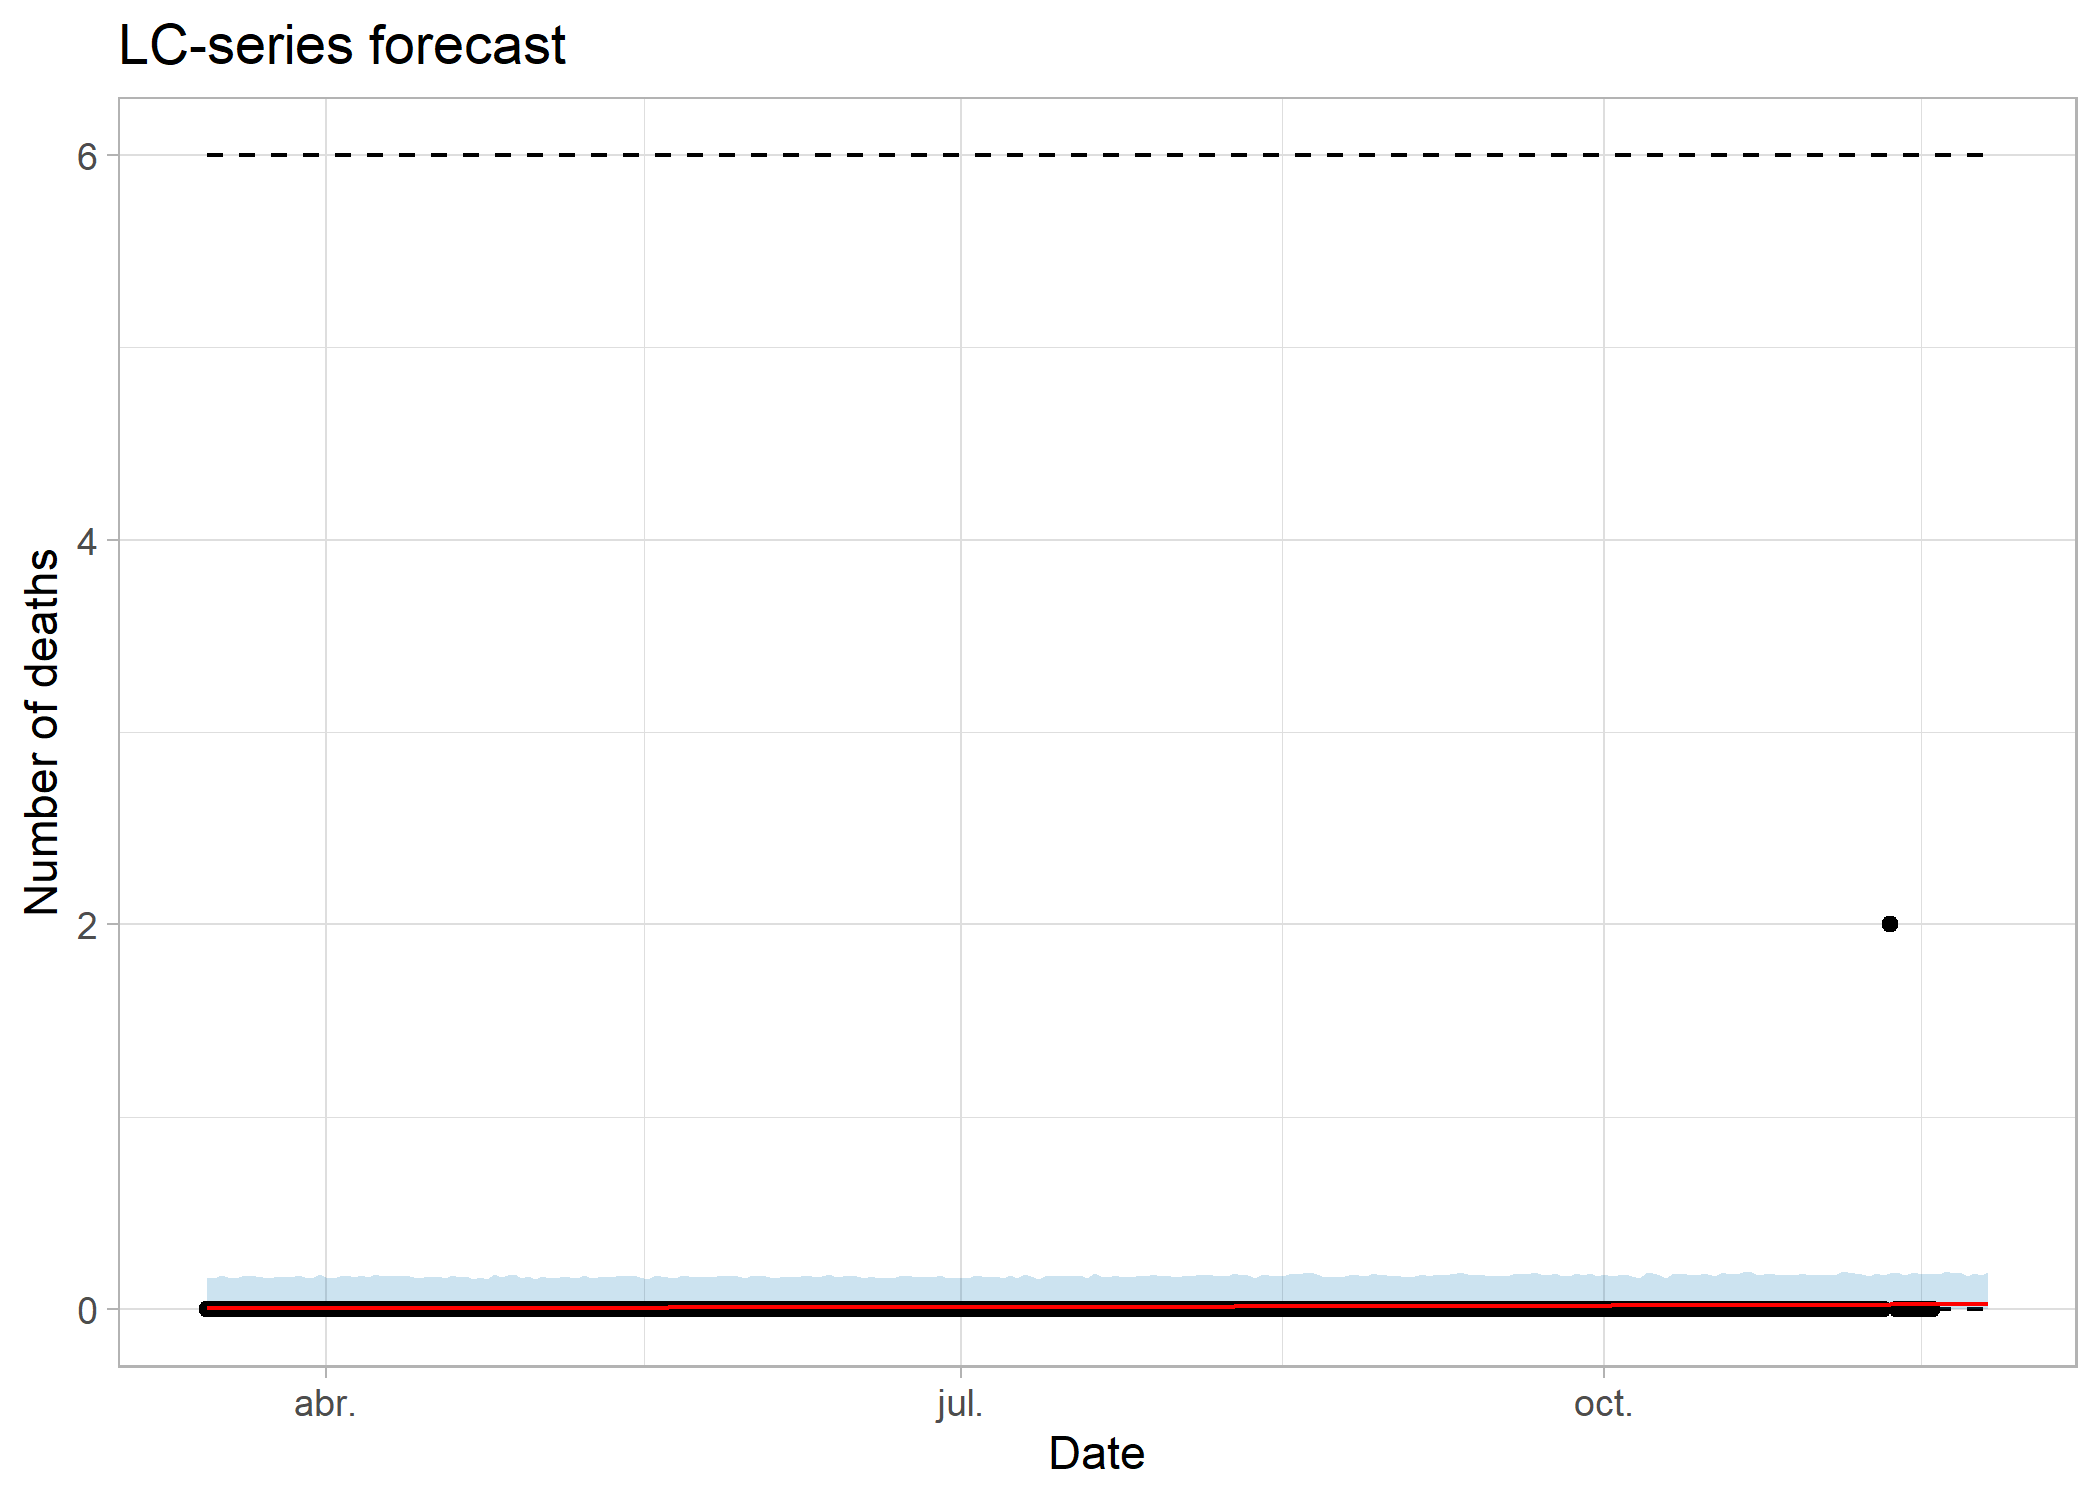 LC-series forecast
Number of deaths
6
4
2
0
abr.
jul.
oct.
Date